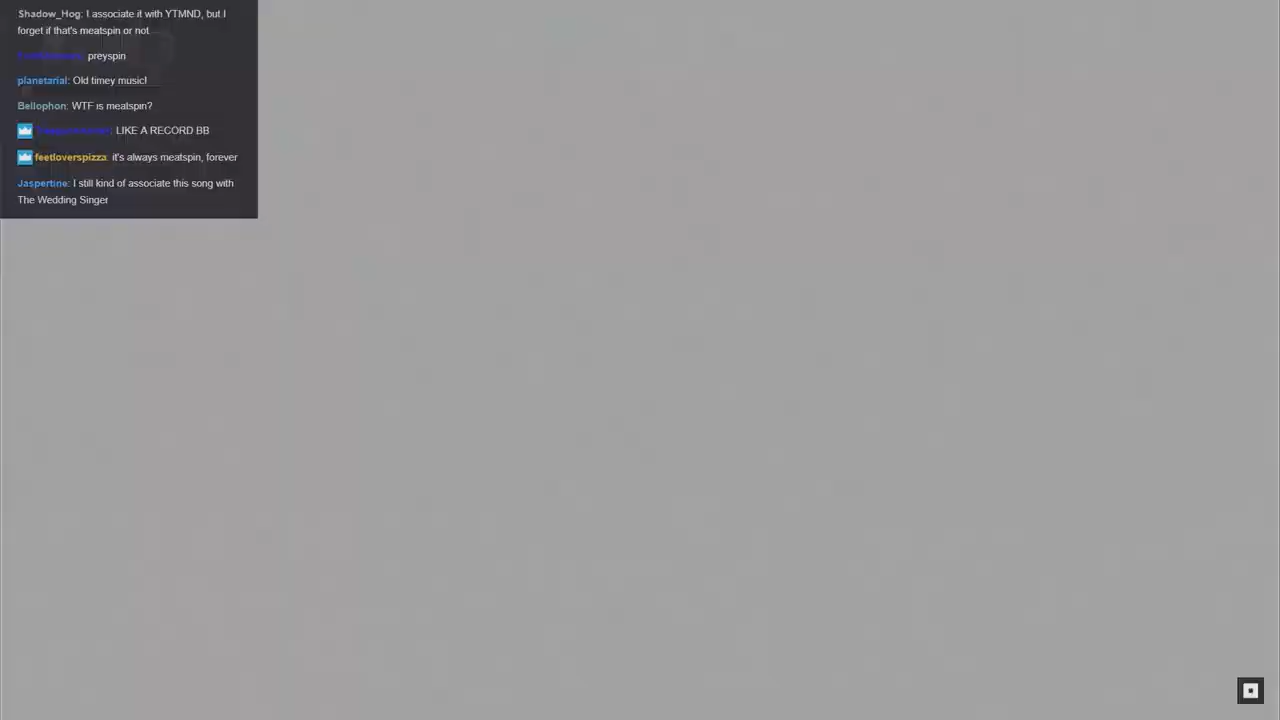 Shadow_Hog: I associate it with YTMND, but I
forget if that's meatspin or not
preyspin
planetarial: Old timey music!
Bellophon: WTF is meatspin?
LIKE A RECORD BB
feetloverspizza: it's always meatspin, forever
Jaspertine: I still kind of associate this song with
The Wedding Singer